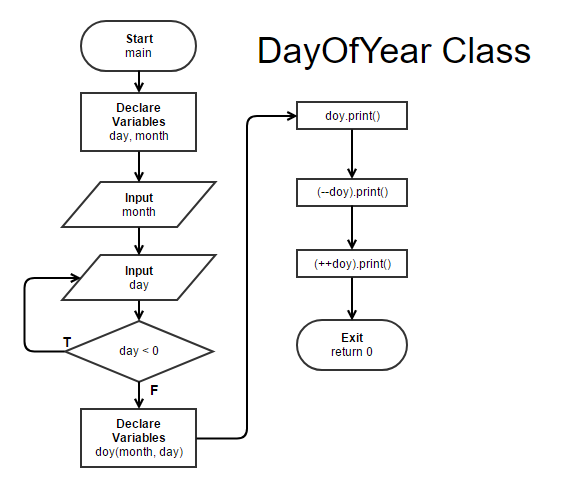 DayOfYear Class
Start
main
Declare
Variables
day, month
Input
month
Input
day
T
day < 0
F
Declare
Variables
doy(month, day)
doy.print()
(--doy).print()
(++doy).print()
Exit
return 0